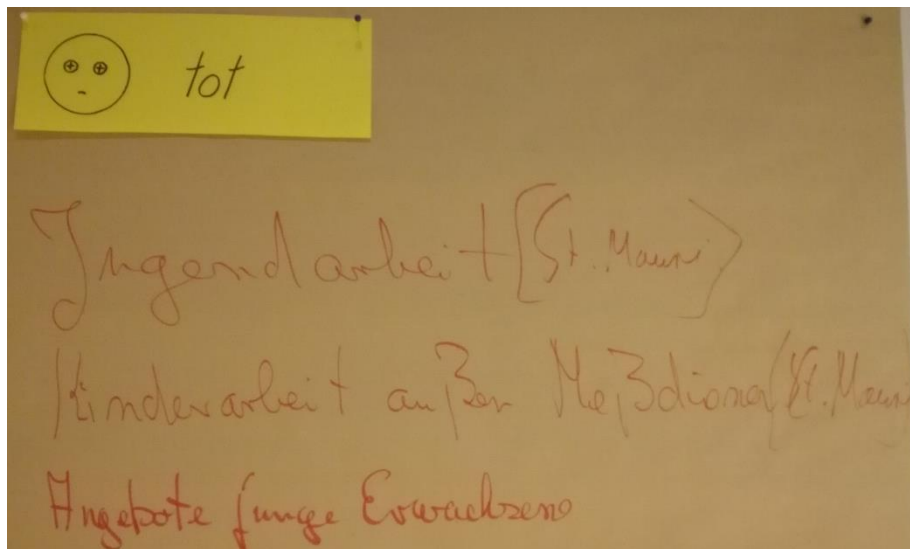 tot
Jugendarbeit (St. Mauri)
Kinderarbeit außer Meßdiener (St. Mauri)
Angebote junge Erwachsene